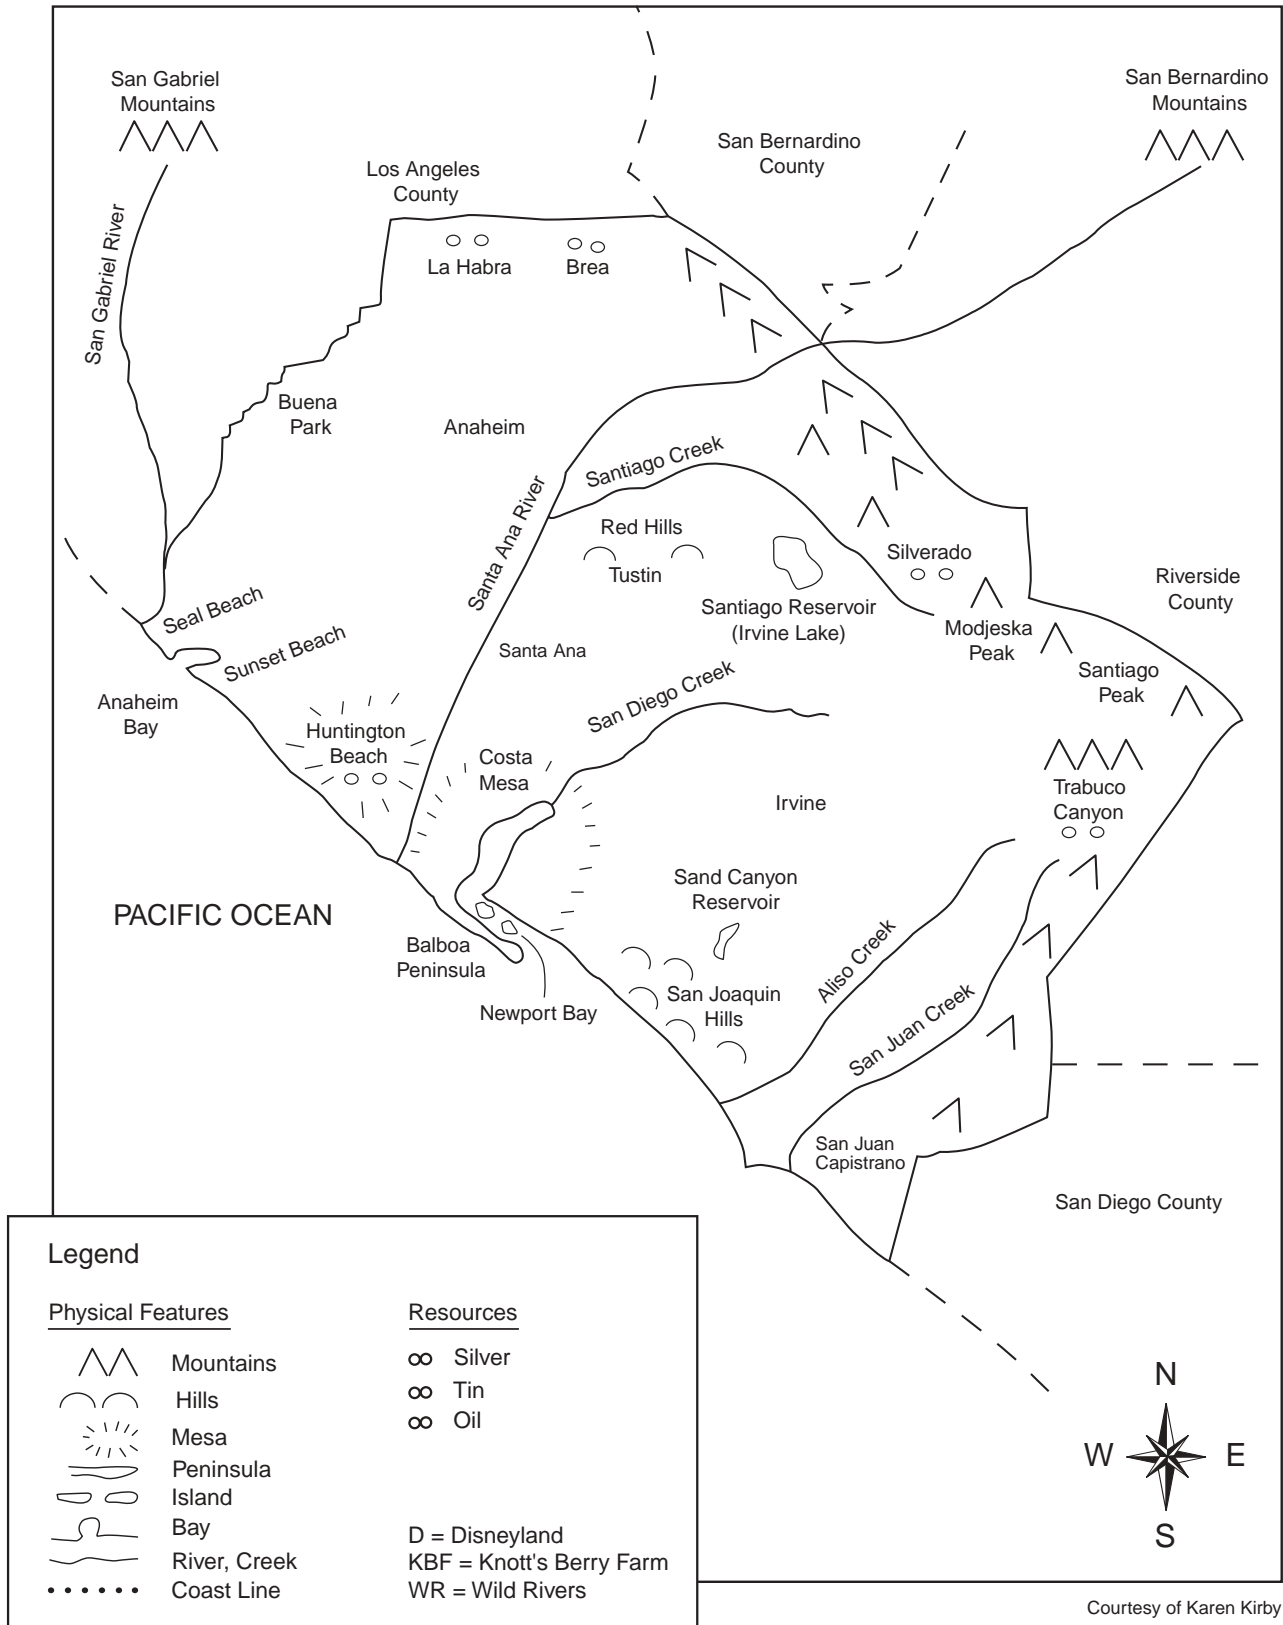 San Gabriel
Mountains
San Bernardino
Mountains
San Bernardino
County
Los Angeles
County
San Gabriel River
La Habra
Brea
Buena
Park
Anaheim
Santiago Creek
Santa Ana River
Red Hills
Tustin
Silverado
Riverside
County
Seal Beach
Santiago Reservoir
(Irvine Lake)
Modjeska
Peak
Sunset Beach
Santa Ana
Santiago
Peak
San Diego Creek
Anaheim
Bay
Huntington
Beach
Costa
Mesa
Trabuco
Canyon
Irvine
Sand Canyon
Reservoir
PACIFIC OCEAN
Balboa
Peninsula
Aliso Creek
Newport Bay
San Joaquin
Hills
San Juan Creek
San Juan
Capistrano
San Diego County
Legend
Physical Features
Mountains
Hills
Mesa
Peninsula
Island
Bay
River, Creek
Coast Line
Resources
Silver
Tin
Oil
D = Disneyland
KBF = Knott's Berry Farm
WR = Wild Rivers
N
W
E
S
Courtesy of Karen Kirby